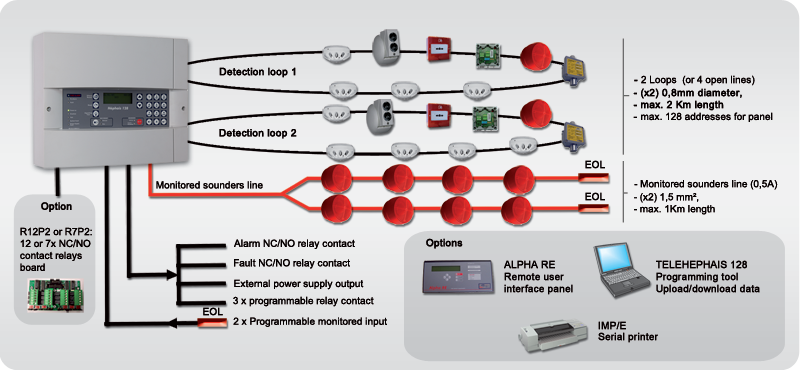 Detection loop 1
- 2 Loops  (or 4 open lines)
- (x2) 0,8mm diameter,
- max. 2 Km length
- max. 128 addresses for panel
Detection loop 2
Monitored sounders line
EOL
EOL
- Monitored sounders line (0,5A)
- (x2) 1,5 mm²,
- max. 1Km length
Option
R12P2 or R7P2:
12 or 7x NC/NO
contact relays
board
Alarm NC/NO relay contact
Fault NC/NO relay contact
External power supply output
3 x programmable relay contact
EOL
2 x Programmable monitored input
Options
ALPHA RE
Remote user
interface panel
TELEHEPHAIS 128
Programming tool
Upload/download data
IMP/E
Serial printer